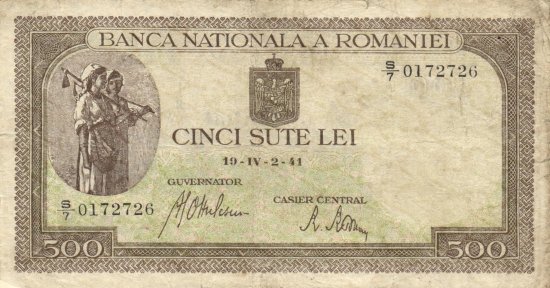 BANCA NATIONALA A ROMANIEI
S/7 0172726
CINCI SUTE LEI
19-IV-2-41
GUVERNATOR
CASIER CENTRAL
S/7 0172726
500
500